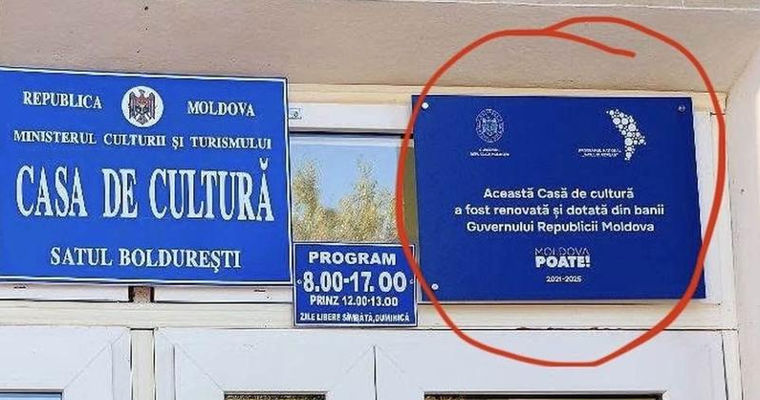 REPUBLICA MOLDOVA
MINISTERUL CULTURII ŞI TURISMULUI
CASA DE CULTURĂ
SATUL BOLDUREŞTI
PROGRAM
8.00-17.00
PRINZ 12.00-13.00
ZILE LIBERE SÎMBĂTĂ,DUMINICĂ
Această Casă de cultură
a fost renovată și dotată din banii
Guvernului Republicii Moldova
MOLDOVA
POATE!
2021-2025